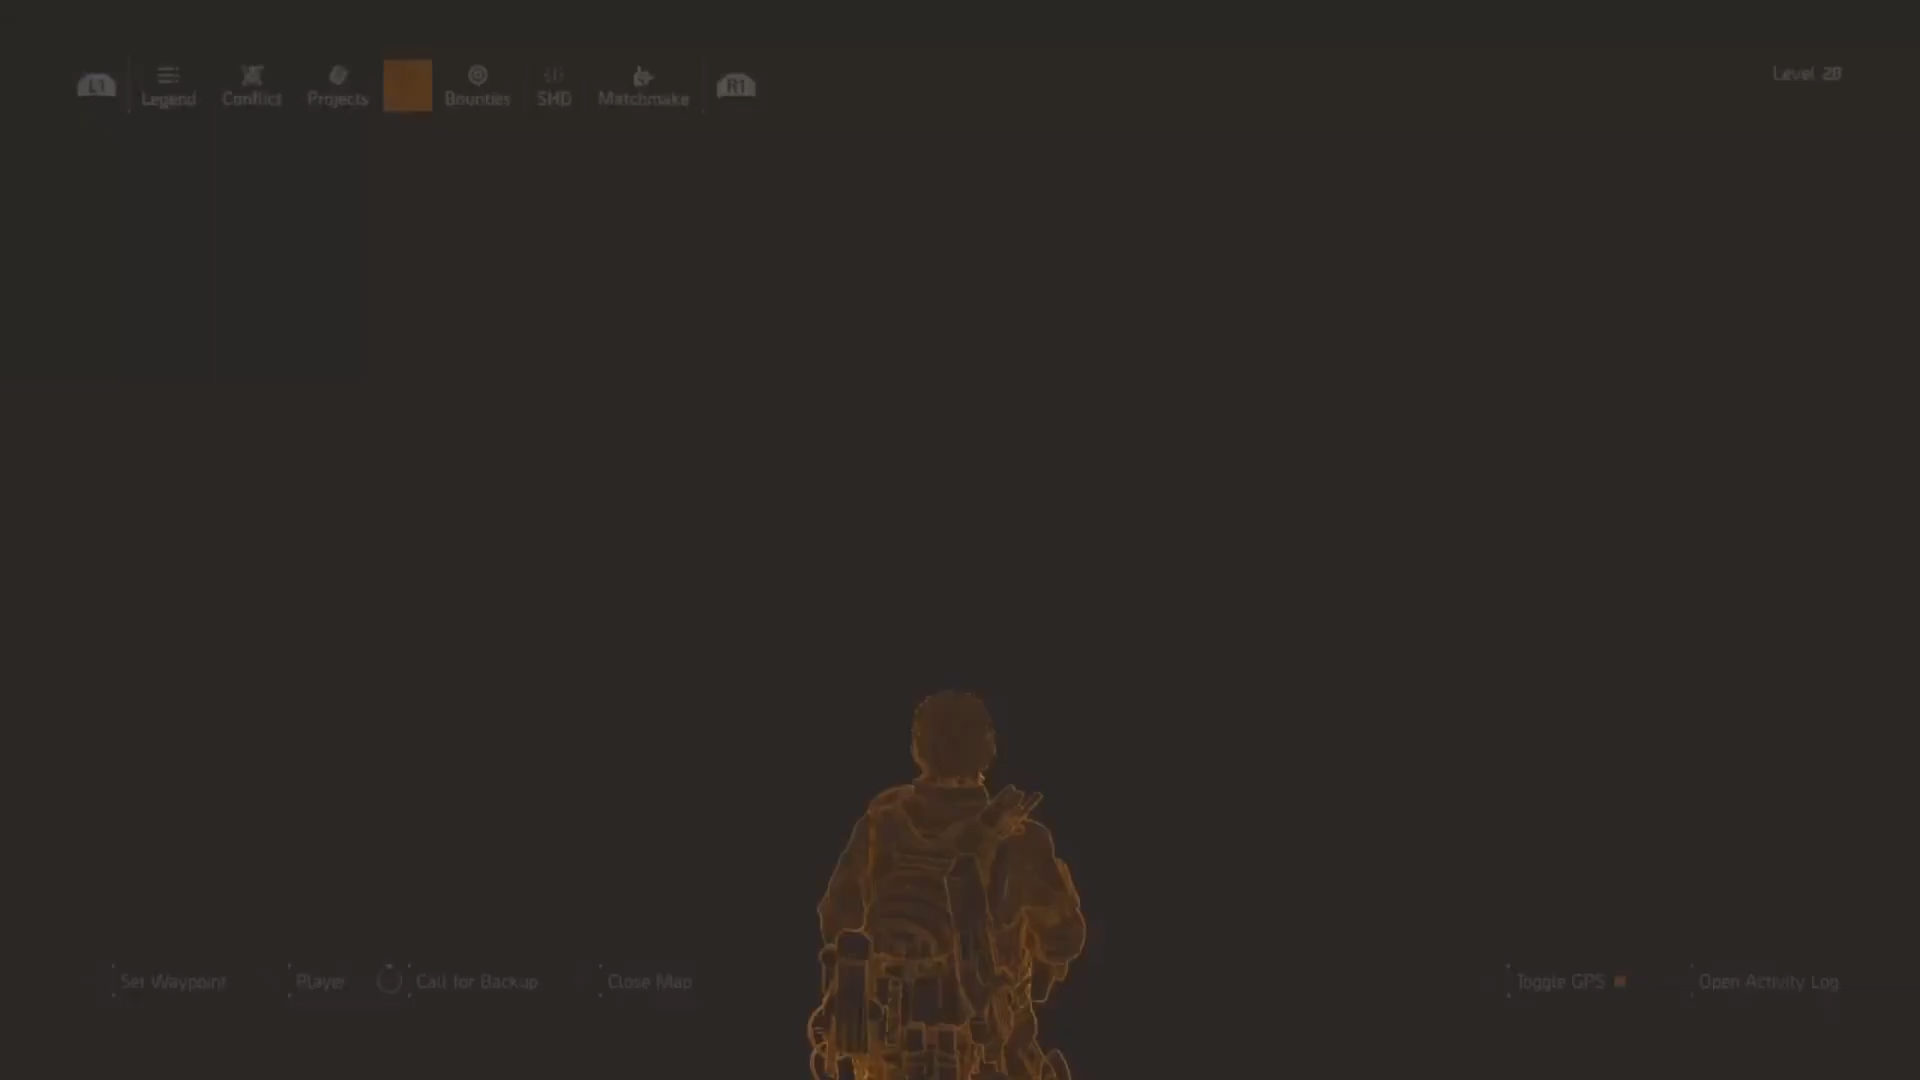 L1 Legend Conflict Projects Bounties SHD Matchmake R1
Level 28
Set Waypoint Player Call for Backup Close Map Toggle GPS Open Activity Log